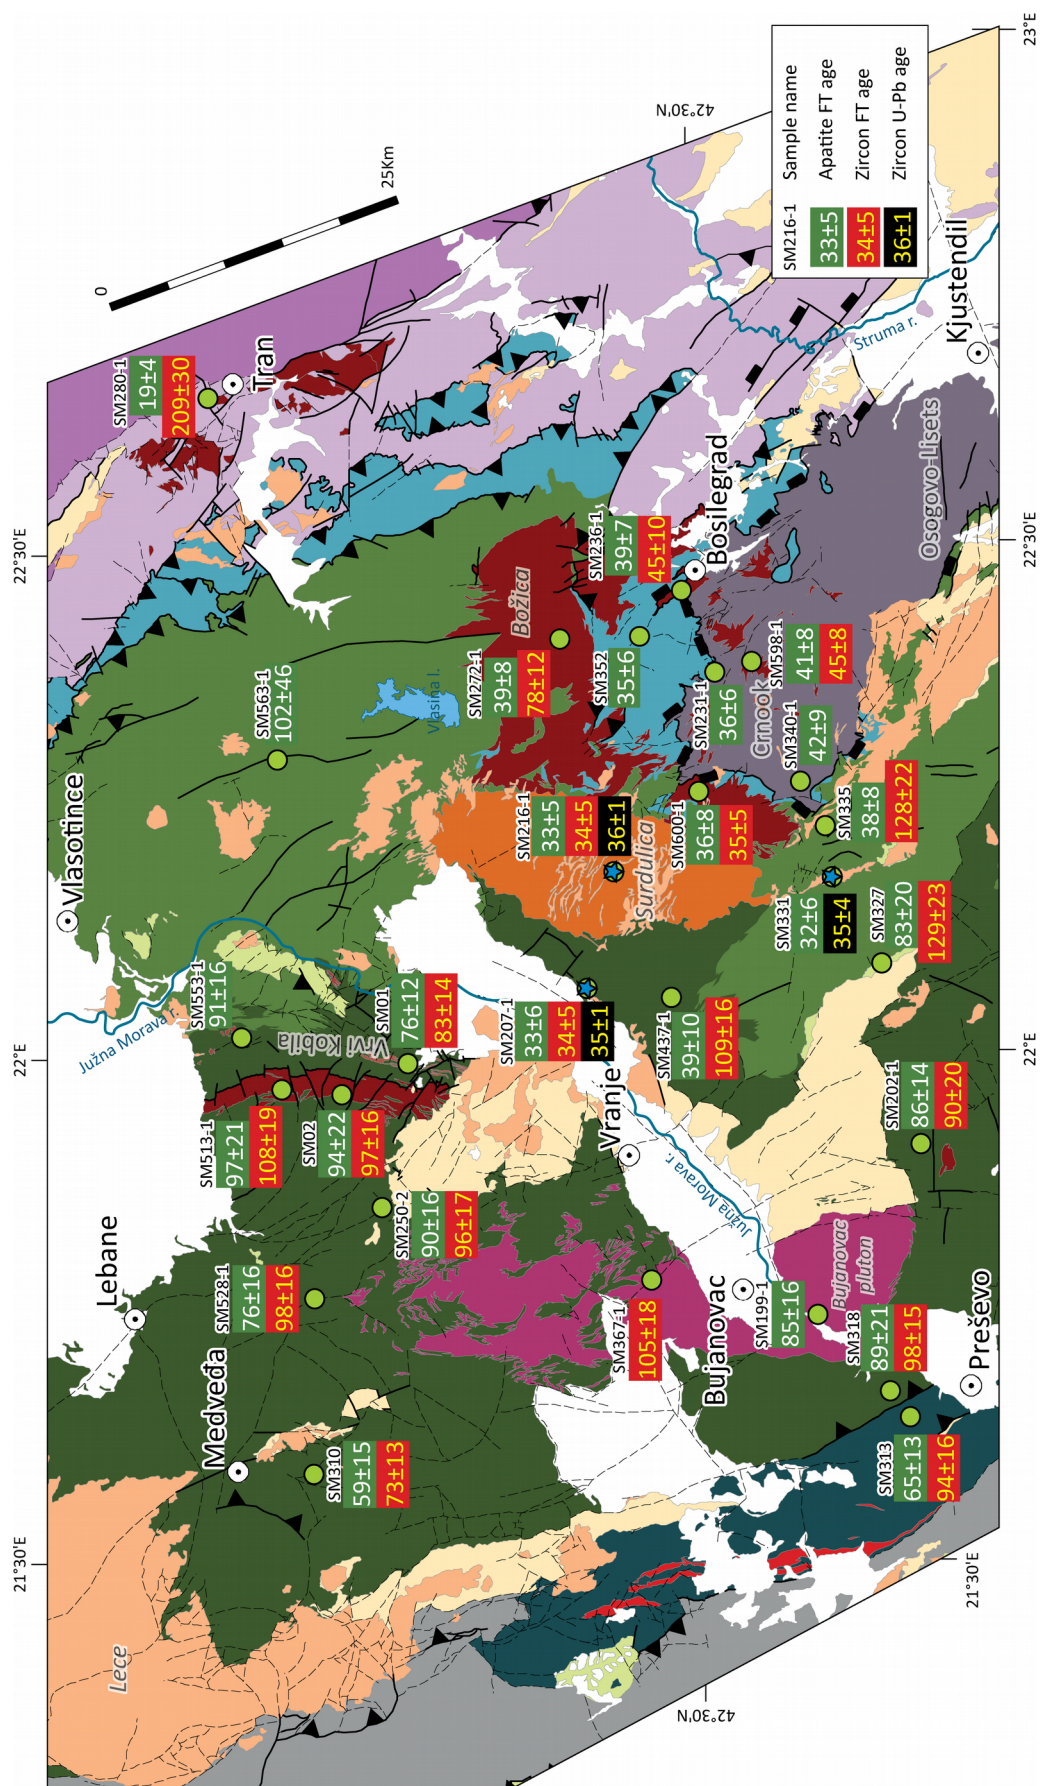 21°30'E
22°E
22°30'E
23°E
42°30'N
42°30'N
21°30'E
22°E
22°30'E
0
25Km
SM216-1
33±5
34±5
36±1
Sample name
Apatite FT age
Zircon FT age
Zircon U-Pb age
Lece
Medveđa
Lebane
Vlasotince
Tran
Južna Morava r.
Vrvi Kobila
Vlasina l.
Božica
Surdulica
Crnook
Bosilegrad
Osogovo-Lisets
Struma r.
Kjustendil
Vranje
Južna Morava r.
Bujanovac
Bujanovac
pluton
Preševo
SM310
59±15
73±13
SM528-1
76±16
98±16
SM513-1
97±21
108±19
SM02
94±22
97±16
SM250-2
90±16
96±17
SM553-1
91±16
SM01
76±12
83±14
SM563-1
102±46
SM280-1
19±4
209±30
SM272-1
39±8
78±12
SM236-1
39±7
45±10
SM352
35±6
SM216-1
33±5
34±5
36±1
SM207-1
33±6
34±5
35±1
SM600-1
36±8
35±5
SM231-1
36±6
SM598-1
41±8
45±8
SM340-1
42±9
SM335
38±8
128±22
SM331
32±6
35±4
SM327
83±20
129±23
SM437-1
39±10
109±16
SM202-1
86±14
90±20
SM367-1
105±18
SM199-1
85±16
SM318
89±21
98±15
SM313
65±13
94±16